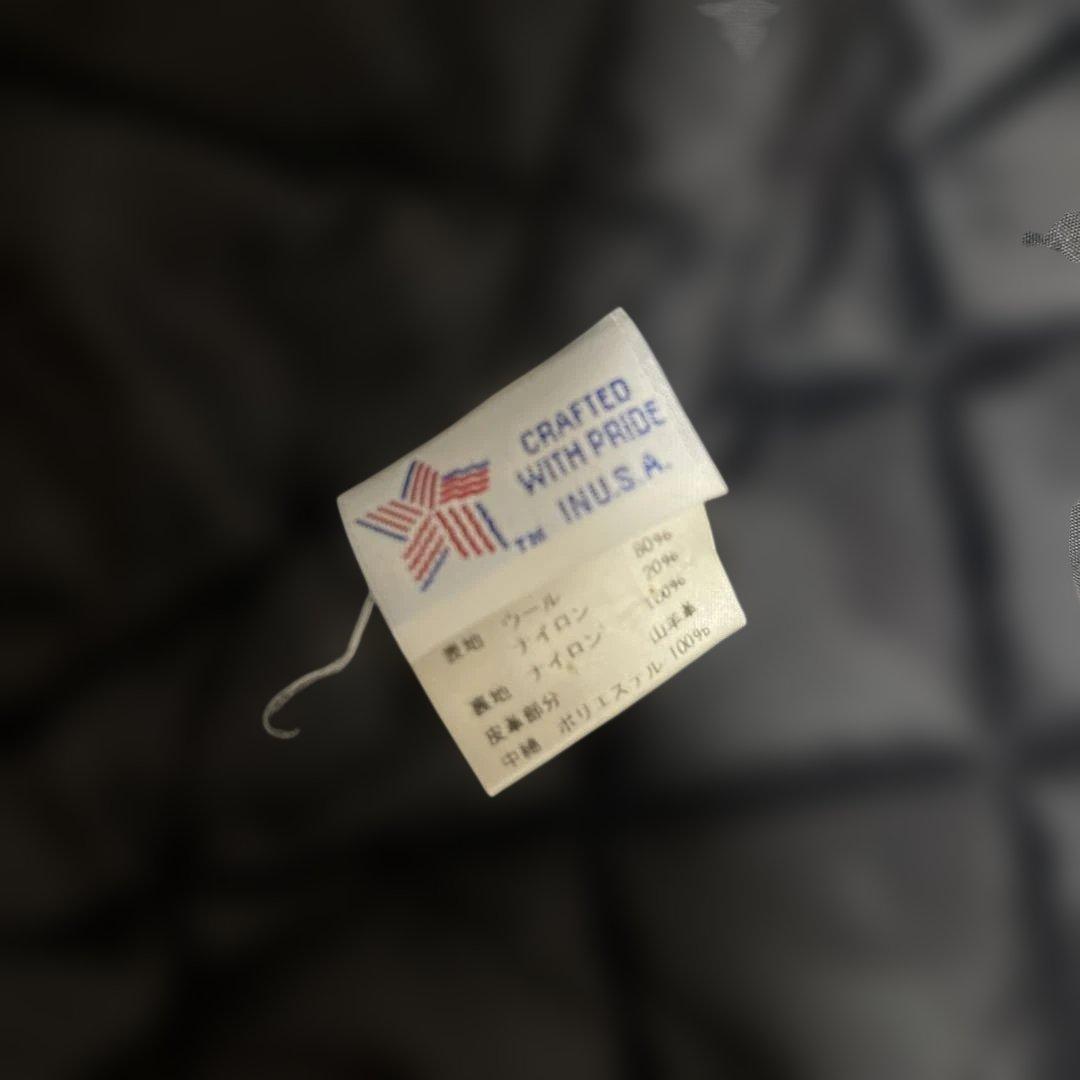 CRAFTED
WITH PRIDE
IN U.S.A.
TM
表地 ウール 80%
ナイロン 20%
裏地 ナイロン 100%
皮革部分 山羊革
中綿 ポリエステル 100%